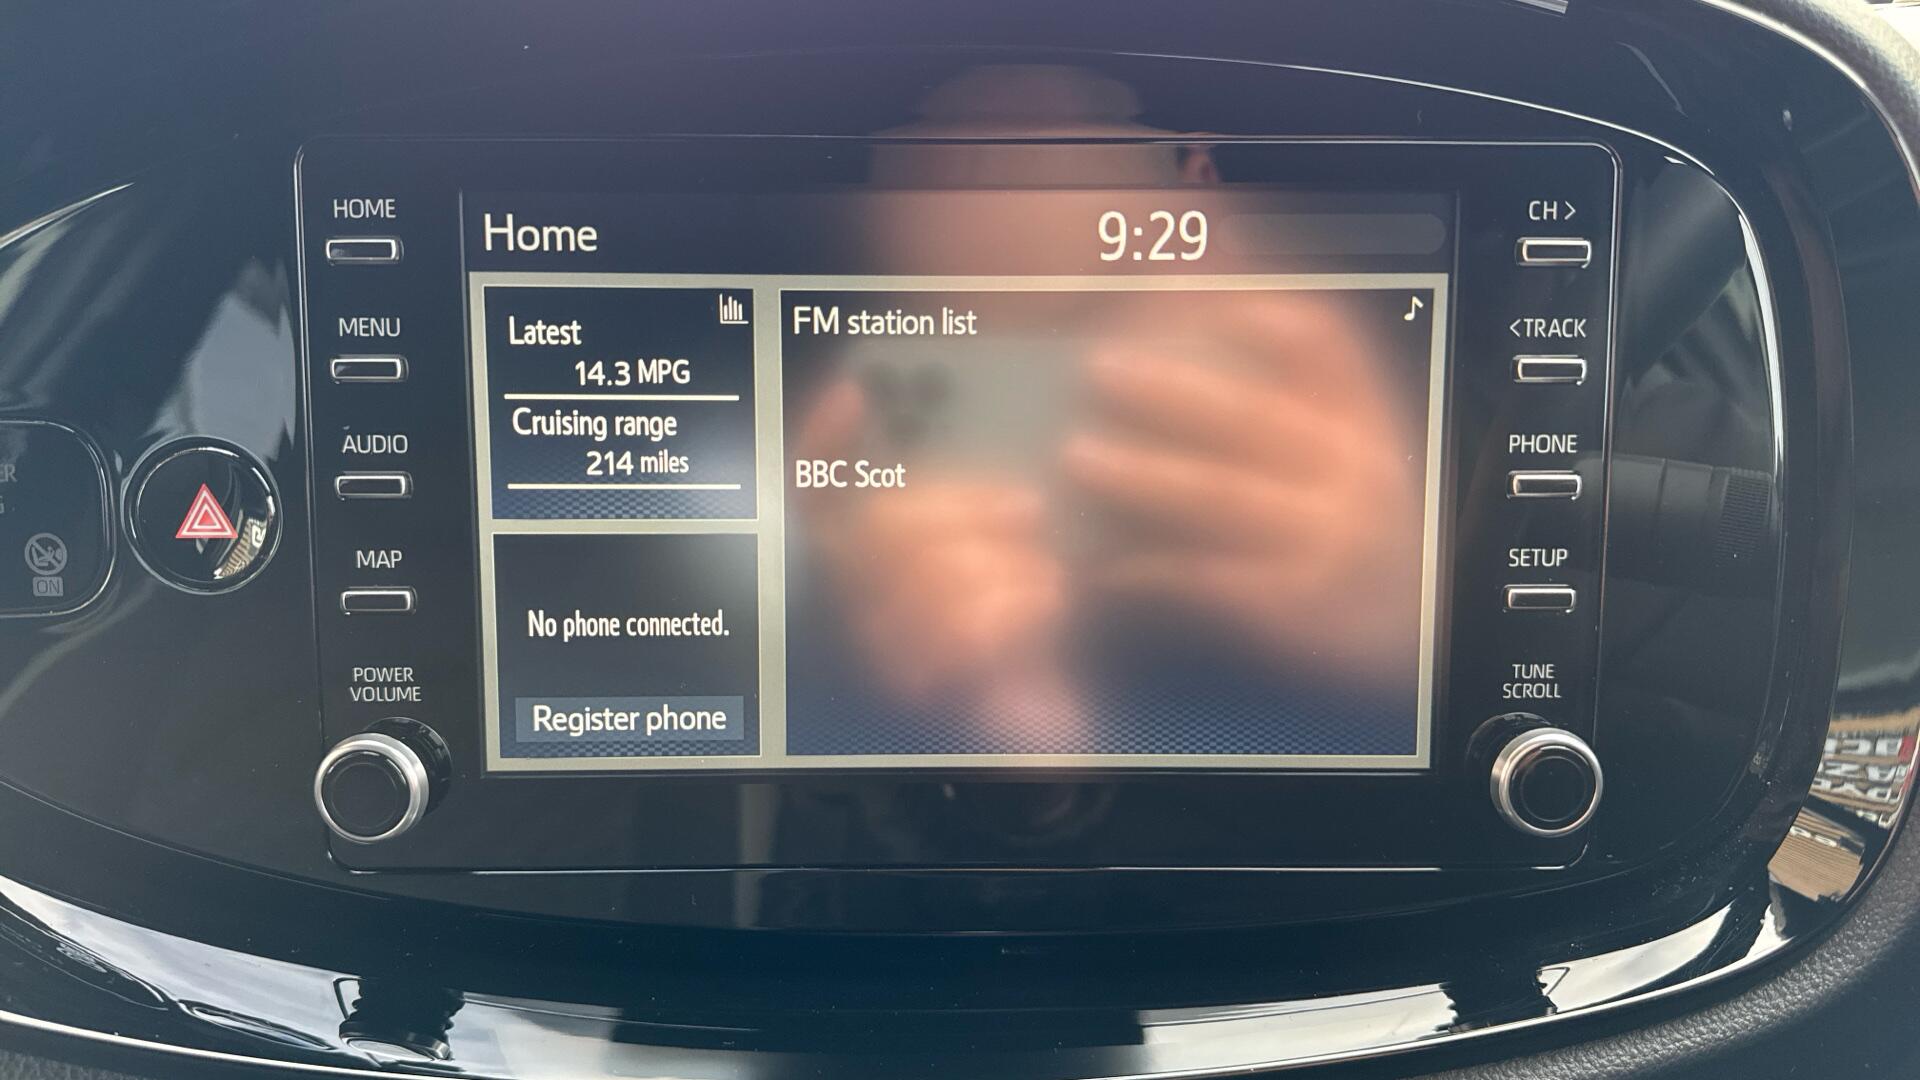 HOME
MENU
AUDIO
MAP
POWER
VOLUME
ON
Home
9:29
Latest
14.3 MPG
Cruising range
214 miles
No phone connected.
Register phone
FM station list
BBC Scot
CH >
<TRACK
PHONE
SETUP
TUNE
SCROLL